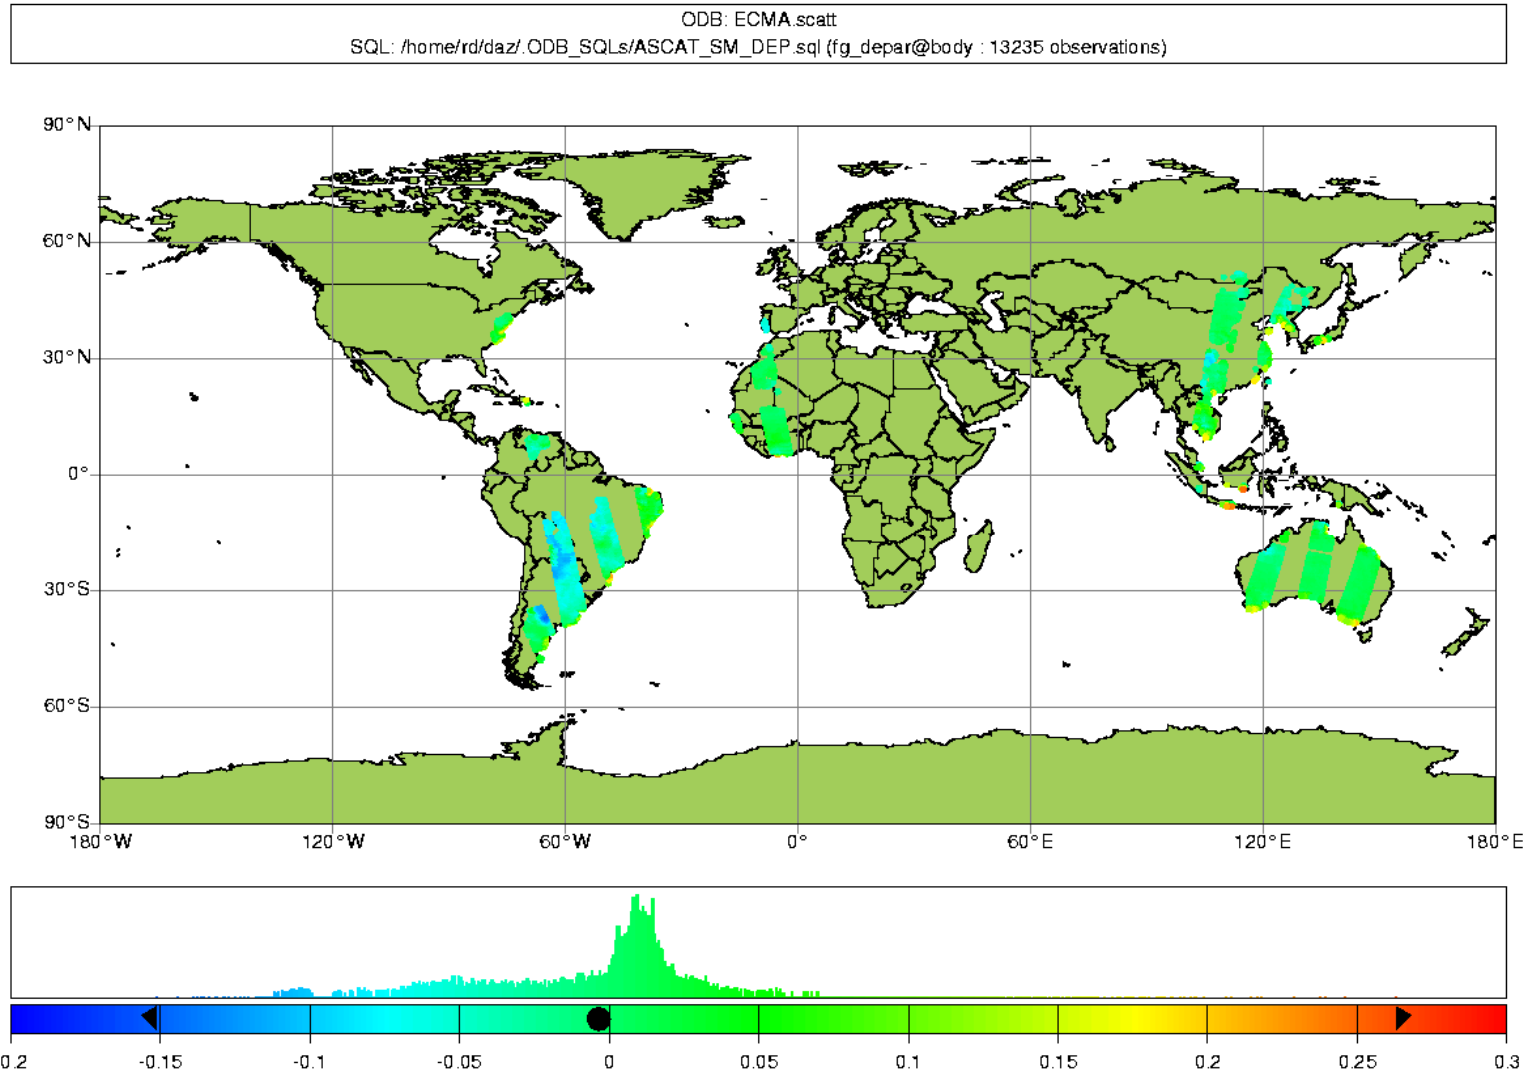 ODB: ECMA.scatt
SQL: /home/rd/daz/.ODB_SQLs/ASCAT_SM_DEP.sql (fg_depar@body : 13235 observations)
90°N
60°N
30°N
0°
30°S
60°S
90°S
180°W 120°W 60°W 0° 60°E 120°E 180°E
0.2 -0.15 -0.1 -0.05 0 0.05 0.1 0.15 0.2 0.25 0.3